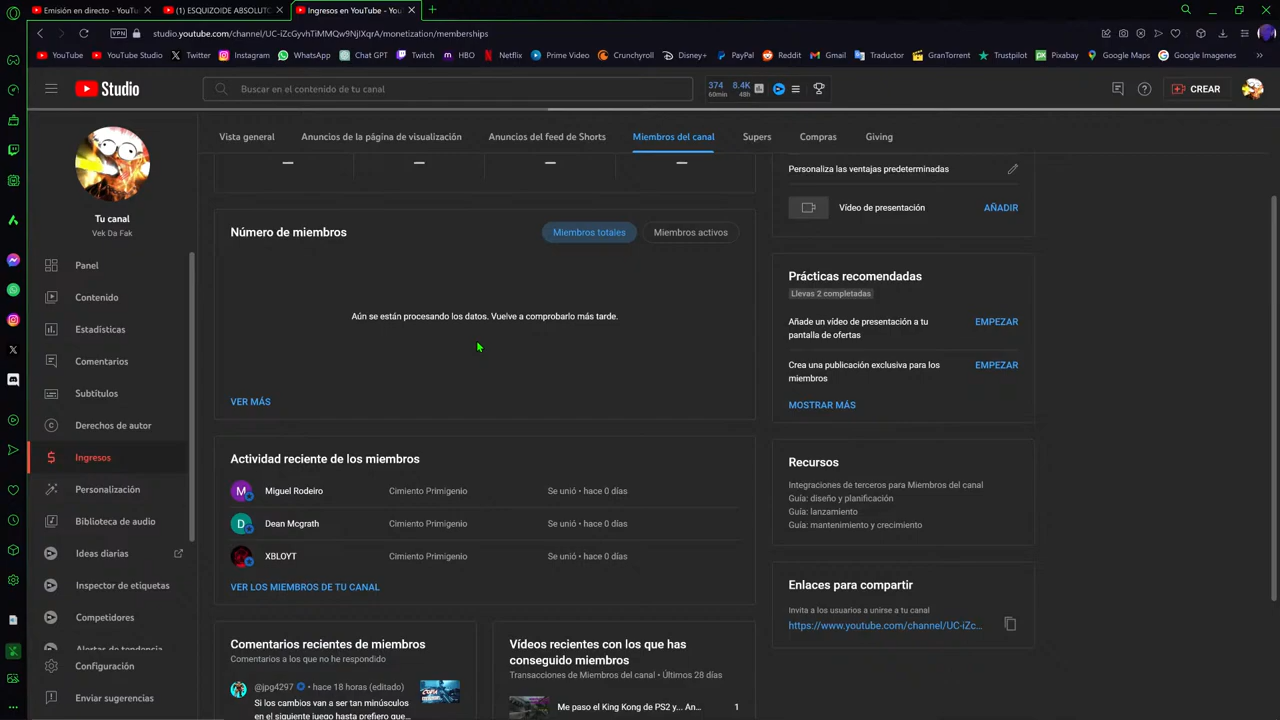 Emisión en directo - YouTu
(1) ESQUIZOIDE ABSOLUTO
Ingresos en YouTube - You
VPN
studio.youtube.com/channel/UC-iZcGyvhTiMMQw9NjIXqrA/monetization/memberships
YouTube
YouTube Studio
Twitter
Instagram
WhatsApp
Chat GPT
Twitch
HBO
Netflix
Prime Video
Crunchyroll
Disney+
PayPal
Reddit
Gmail
Traductor
GranTorrent
Trustpilot
Pixabay
Google Maps
Google Imagenes
Studio
Buscar en el contenido de tu canal
374
60min
8.4K
48h
CREAR
Vista general
Anuncios de la página de visualización
Anuncios del feed de Shorts
Miembros del canal
Supers
Compras
Giving
Tu canal
Vek Da Fak
Panel
Contenido
Estadísticas
Comentarios
Subtítulos
Derechos de autor
Ingresos
Personalización
Biblioteca de audio
Ideas diarias
Inspector de etiquetas
Competidores
Alertas de tendencia
Configuración
Enviar sugerencias
Número de miembros
Miembros totales
Miembros activos
Aún se están procesando los datos. Vuelve a comprobarlo más tarde.
VER MÁS
Actividad reciente de los miembros
M Miguel Rodeiro Cimiento Primigenio Se unió • hace 0 días
D Dean Mcgrath Cimiento Primigenio Se unió • hace 0 días
XBLOYT Cimiento Primigenio Se unió • hace 0 días
VER LOS MIEMBROS DE TU CANAL
Comentarios recientes de miembros
Comentarios a los que no he respondido
@jpg4297 • hace 18 horas (editado)
Si los cambios van a ser tan minúsculos
en el siguiente juego hasta prefiero que...
Vídeos recientes con los que has
conseguido miembros
Transacciones de Miembros del canal • Últimos 28 días
Me paso el King Kong de PS2 y... An... 1
Personaliza las ventajas predeterminadas
Vídeo de presentación AÑADIR
Prácticas recomendadas
Llevas 2 completadas
Añade un vídeo de presentación a tu
pantalla de ofertas
EMPEZAR
Crea una publicación exclusiva para los
miembros
EMPEZAR
MOSTRAR MÁS
Recursos
Integraciones de terceros para Miembros del canal
Guía: diseño y planificación
Guía: lanzamiento
Guía: mantenimiento y crecimiento
Enlaces para compartir
Invita a los usuarios a unirse a tu canal
https://www.youtube.com/channel/UC-iZc...